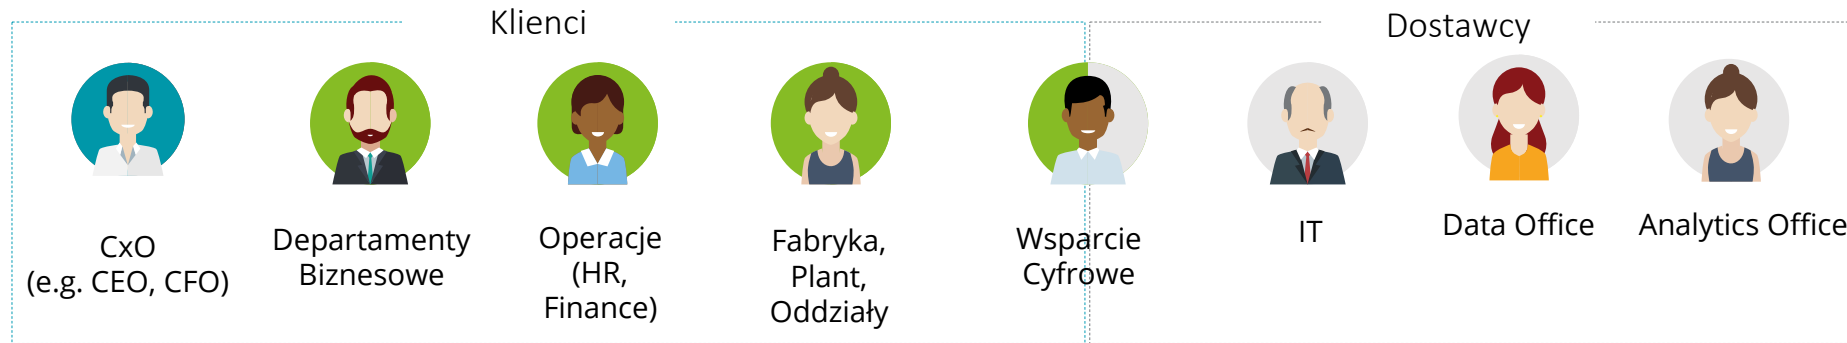 Klienci
Dostawcy
CxO
(e.g. CEO, CFO)
Departamenty
Biznesowe
Operacje
(HR,
Finance)
Fabryka,
Plant,
Oddziały
Wsparcie
Cyfrowe
IT
Data Office
Analytics Office